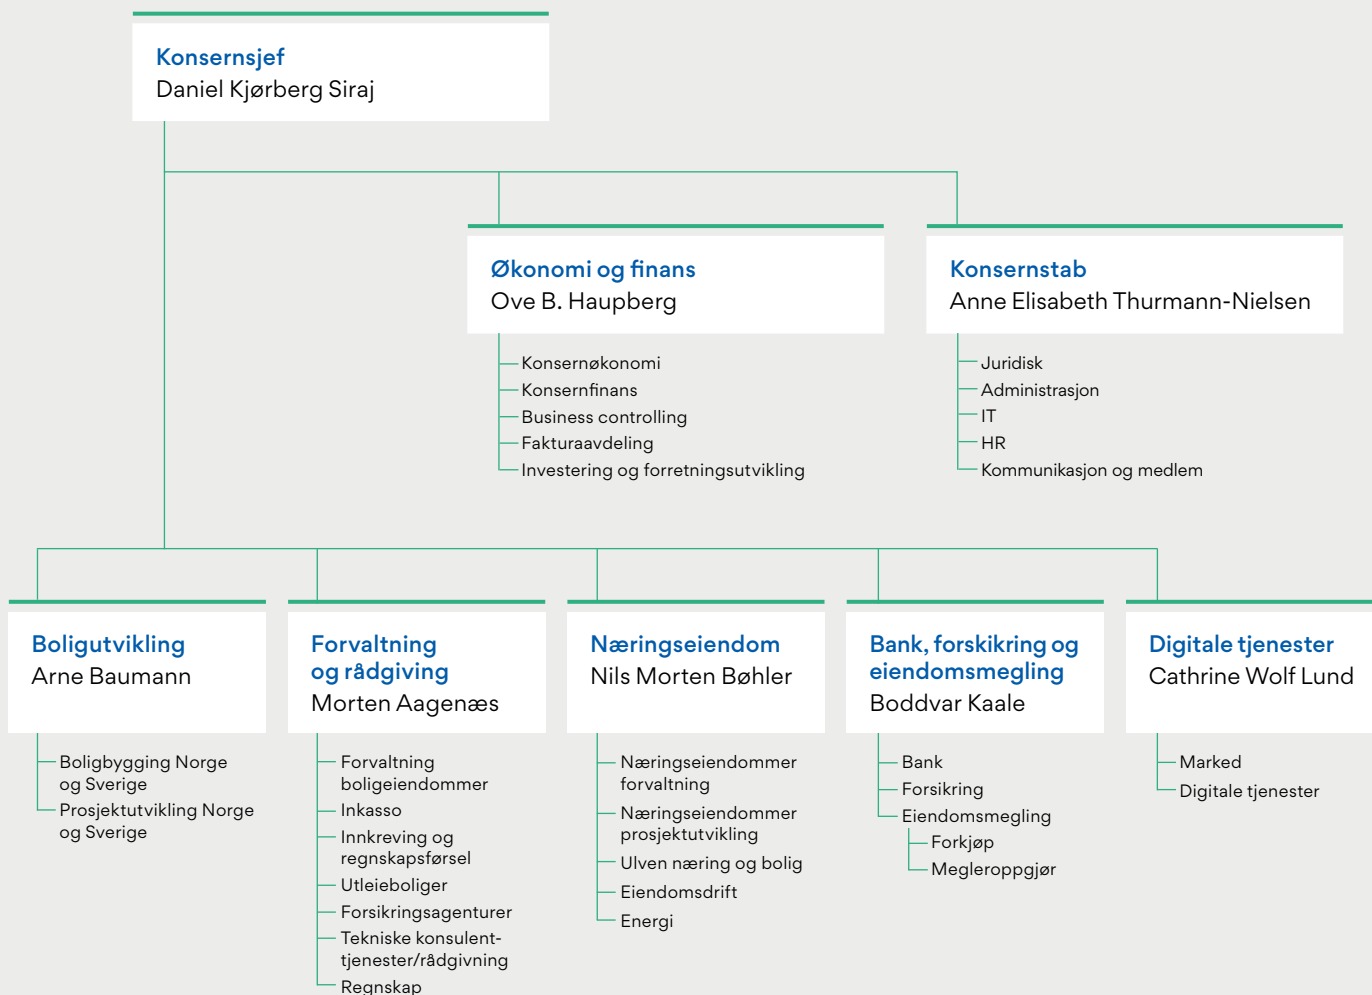 Konsernsjef
Daniel Kjørberg Siraj
Økonomi og finans
Ove B. Haupberg
Konsernøkonomi
Konsernfinans
Business controlling
Fakturaavdeling
Investering og forretningsutvikling
Konsernstab
Anne Elisabeth Thurmann-Nielsen
Juridisk
Administrasjon
IT
HR
Kommunikasjon og medlem
Boligutvikling
Arne Baumann
Boligbygging Norge
og Sverige
Prosjektutvikling Norge
og Sverige
Forvaltning
og rådgiving
Morten Aagenæs
Forvaltning
boligeiendommer
Inkasso
Innkreving og
regnskapsførsel
Utleieboliger
Forsikringsagenturer
Tekniske konsulent-
tjenester/rådgivning
Regnskap
Næringseiendom
Nils Morten Bøhler
Næringseiendommer
forvaltning
Næringseiendommer
prosjektutvikling
Ulven næring og bolig
Eiendomsdrift
Energi
Bank, forskikring og
eiendomsmegling
Boddvar Kaale
Bank
Forsikring
Eiendomsmegling
Forkjøp
Megleroppgjør
Digitale tjenester
Cathrine Wolf Lund
Marked
Digitale tjenester